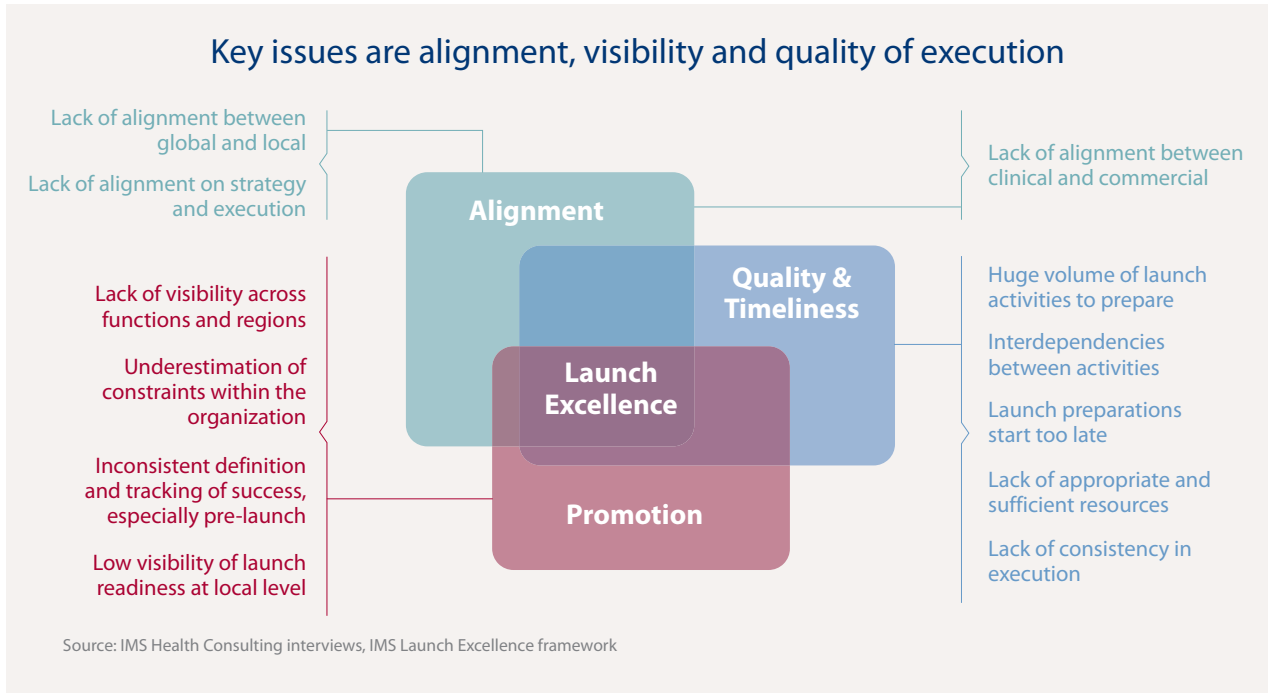 Key issues are alignment, visibility and quality of execution
Lack of alignment between
global and local
Lack of alignment on strategy
and execution
Lack of alignment between
clinical and commercial
Alignment
Quality &
Timeliness
Launch
Excellence
Promotion
Lack of visibility across
functions and regions
Underestimation of
constraints within the
organization
Inconsistent definition
and tracking of success,
especially pre-launch
Low visibility of launch
readiness at local level
Huge volume of launch
activities to prepare
Interdependencies
between activities
Launch preparations
start too late
Lack of appropriate and
sufficient resources
Lack of consistency in
execution
Source: IMS Health Consulting interviews, IMS Launch Excellence framework